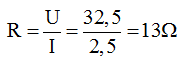 R = U/I = 32,5/2,5 = 13Ω